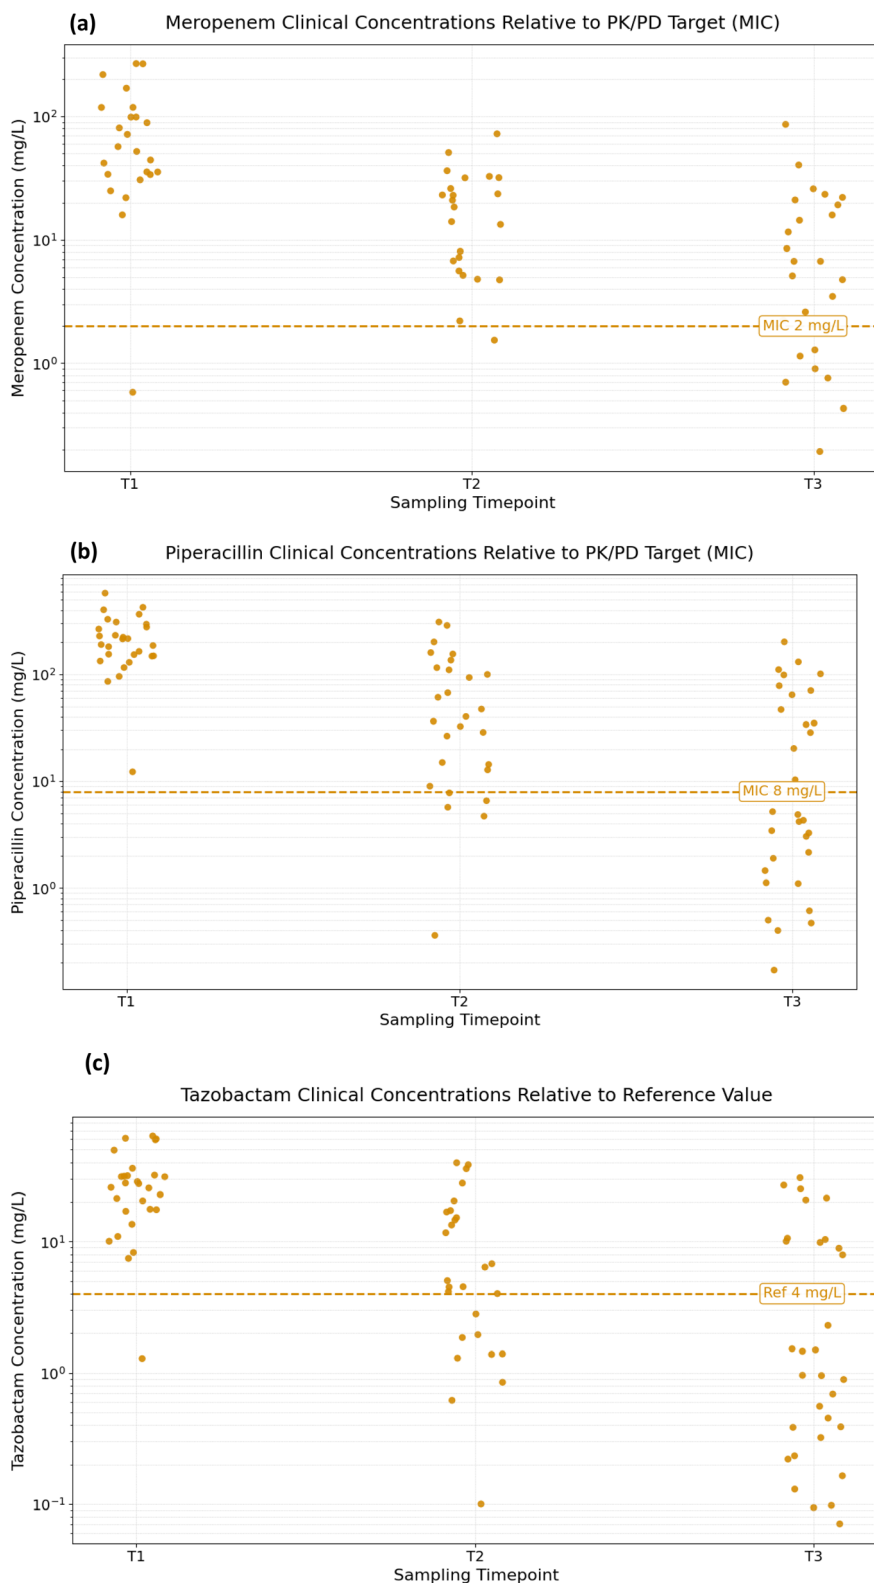 (a)
Meropenem Clinical Concentrations Relative to PK/PD Target (MIC)
Meropenem Concentration (mg/L)
10²
10¹
10⁰
MIC 2 mg/L
T1 T2 T3
Sampling Timepoint
(b)
Piperacillin Clinical Concentrations Relative to PK/PD Target (MIC)
Piperacillin Concentration (mg/L)
10²
10¹
10⁰
MIC 8 mg/L
T1 T2 T3
Sampling Timepoint
(c)
Tazobactam Clinical Concentrations Relative to Reference Value
Tazobactam Concentration (mg/L)
10¹
10⁰
10⁻¹
Ref 4 mg/L
T1 T2 T3
Sampling Timepoint